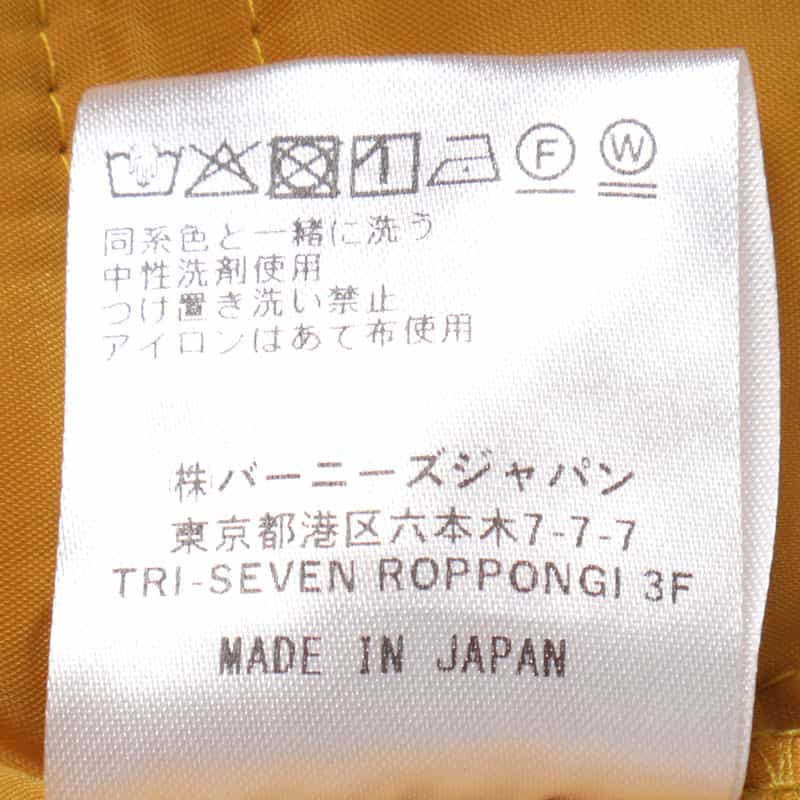 F W
同系色と一緒に洗う
中性洗剤使用
つけ置き洗い禁止
アイロンはあて布使用
株バーニーズジャパン
東京都港区六本木7-7-7
TRI-SEVEN ROPPONGI 3F
MADE IN JAPAN